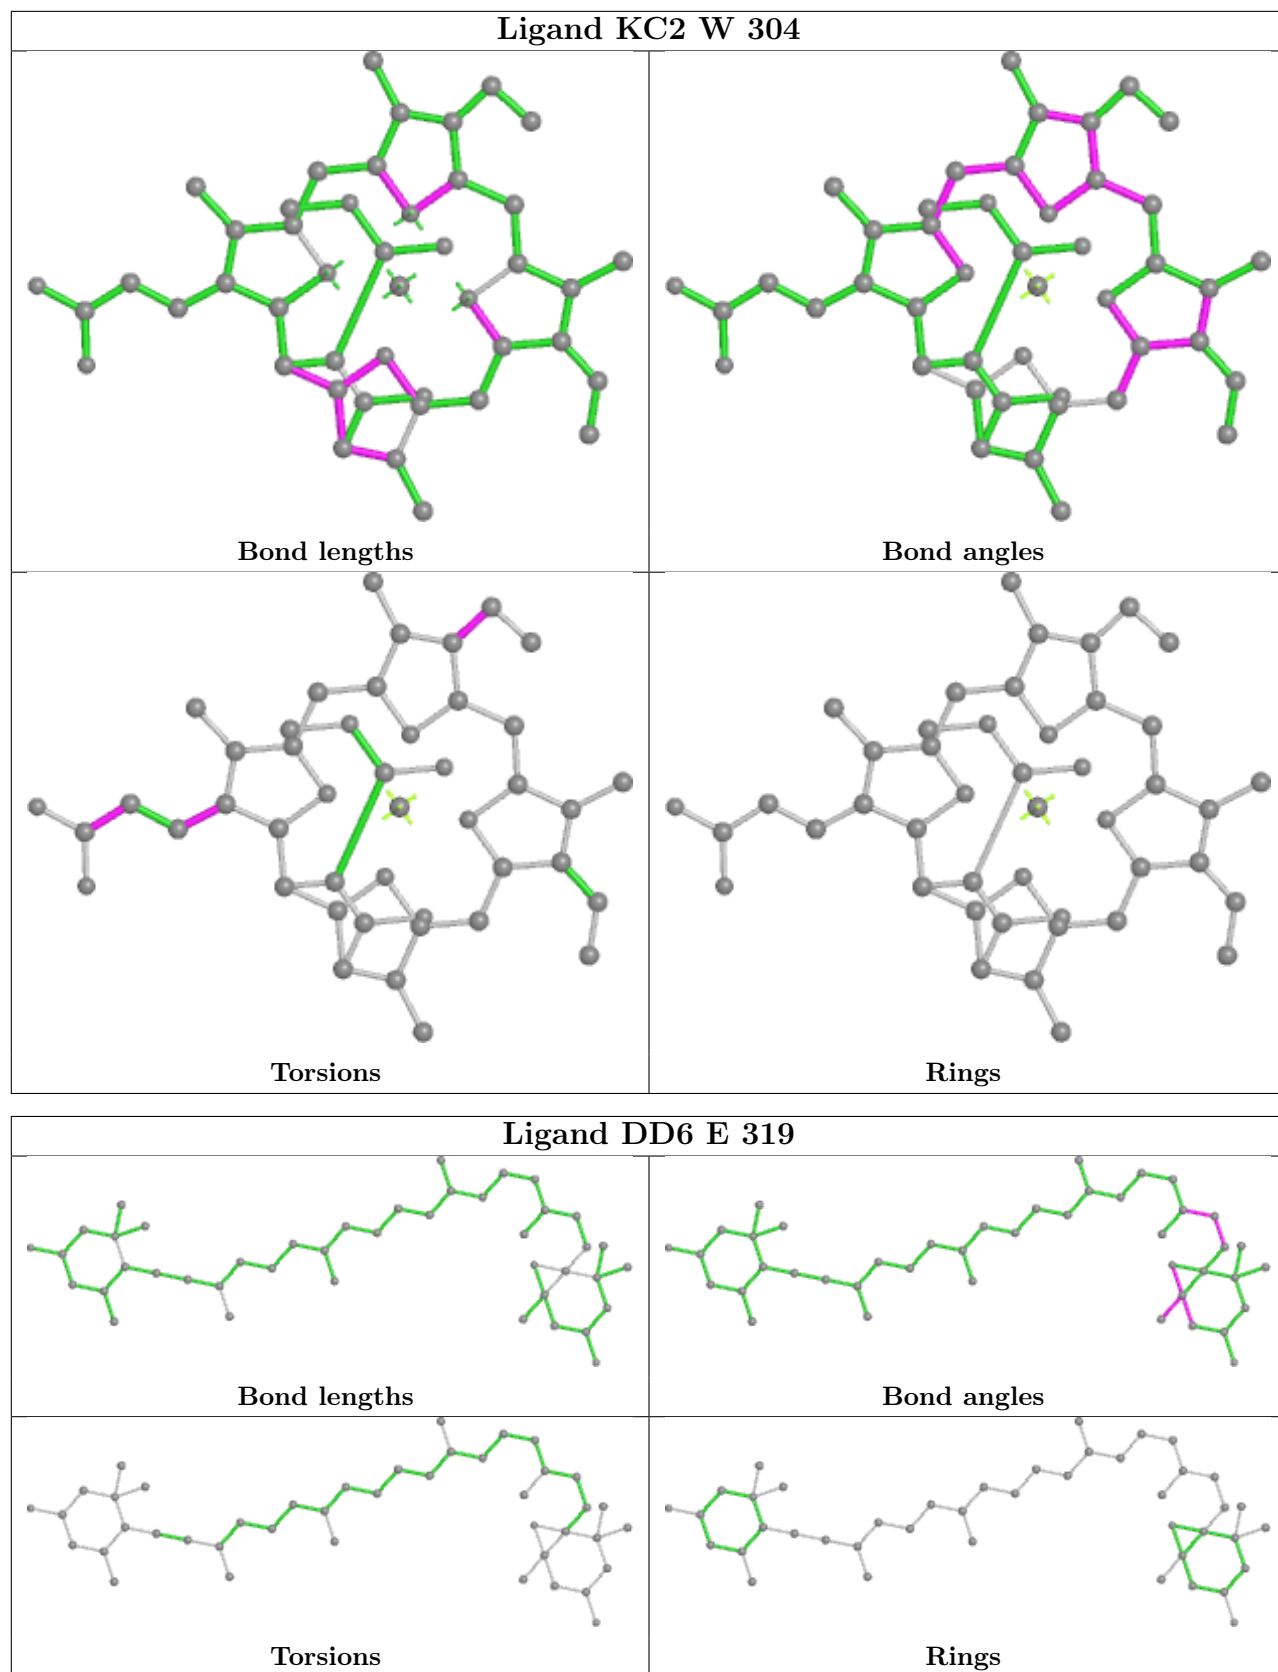 Ligand KC2 W 304
Bond lengths
Bond angles
Torsions
Rings
Ligand DD6 E 319
Bond lengths
Bond angles
Torsions
Rings